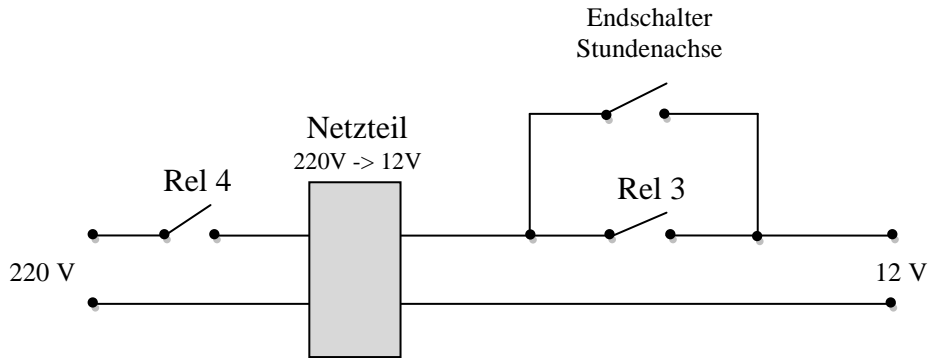 Endschalter
Stundenachse
Netzteil
220V -> 12V
Rel 4
Rel 3
220 V
12 V